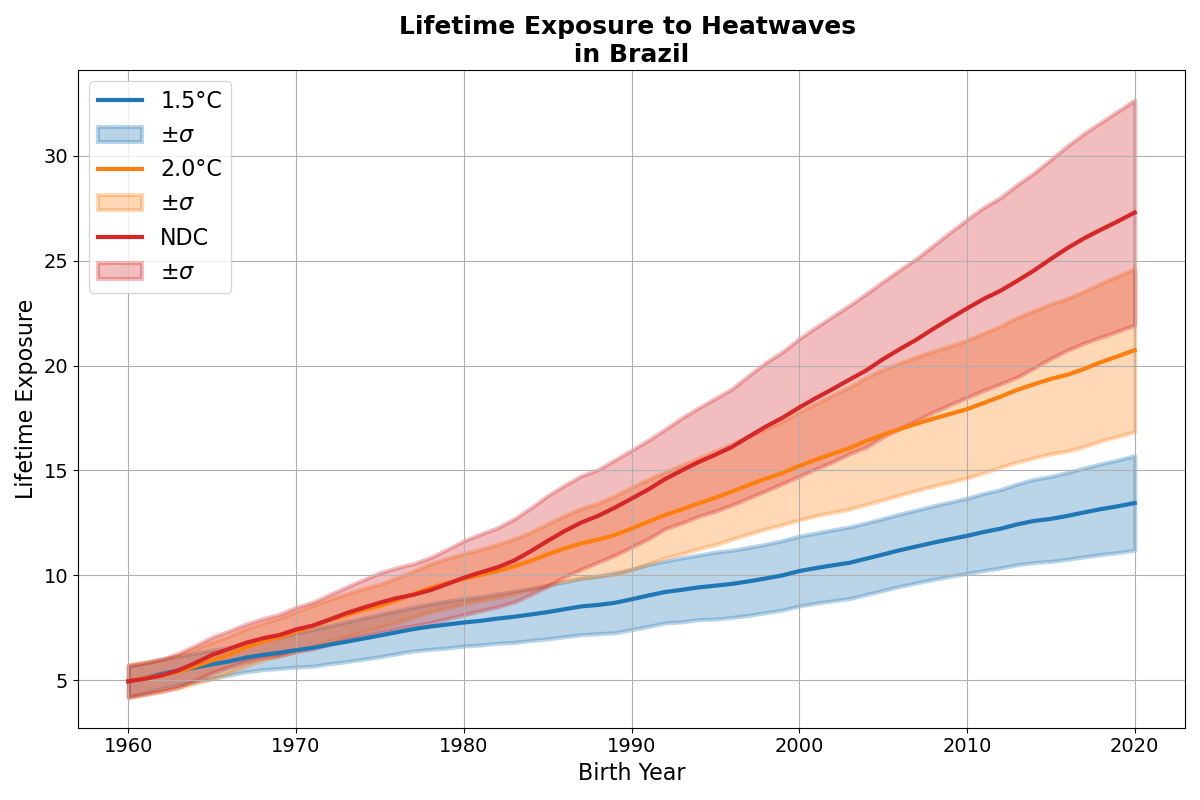 Lifetime Exposure to Heatwaves
in Brazil
1.5°C
±σ
2.0°C
±σ
NDC
±σ
Lifetime Exposure
30
25
20
15
10
5
1960
1970
1980
1990
2000
2010
2020
Birth Year